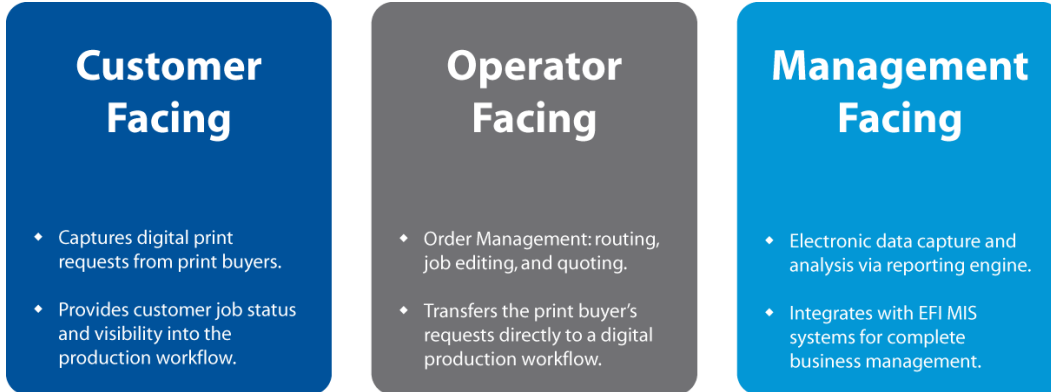 Customer
Facing
◆ Captures digital print
requests from print buyers.
◆ Provides customer job status
and visibility into the
production workflow.
Operator
Facing
◆ Order Management: routing,
job editing, and quoting.
◆ Transfers the print buyer’s
requests directly to a digital
production workflow.
Management
Facing
◆ Electronic data capture and
analysis via reporting engine.
◆ Integrates with EFI MIS
systems for complete
business management.